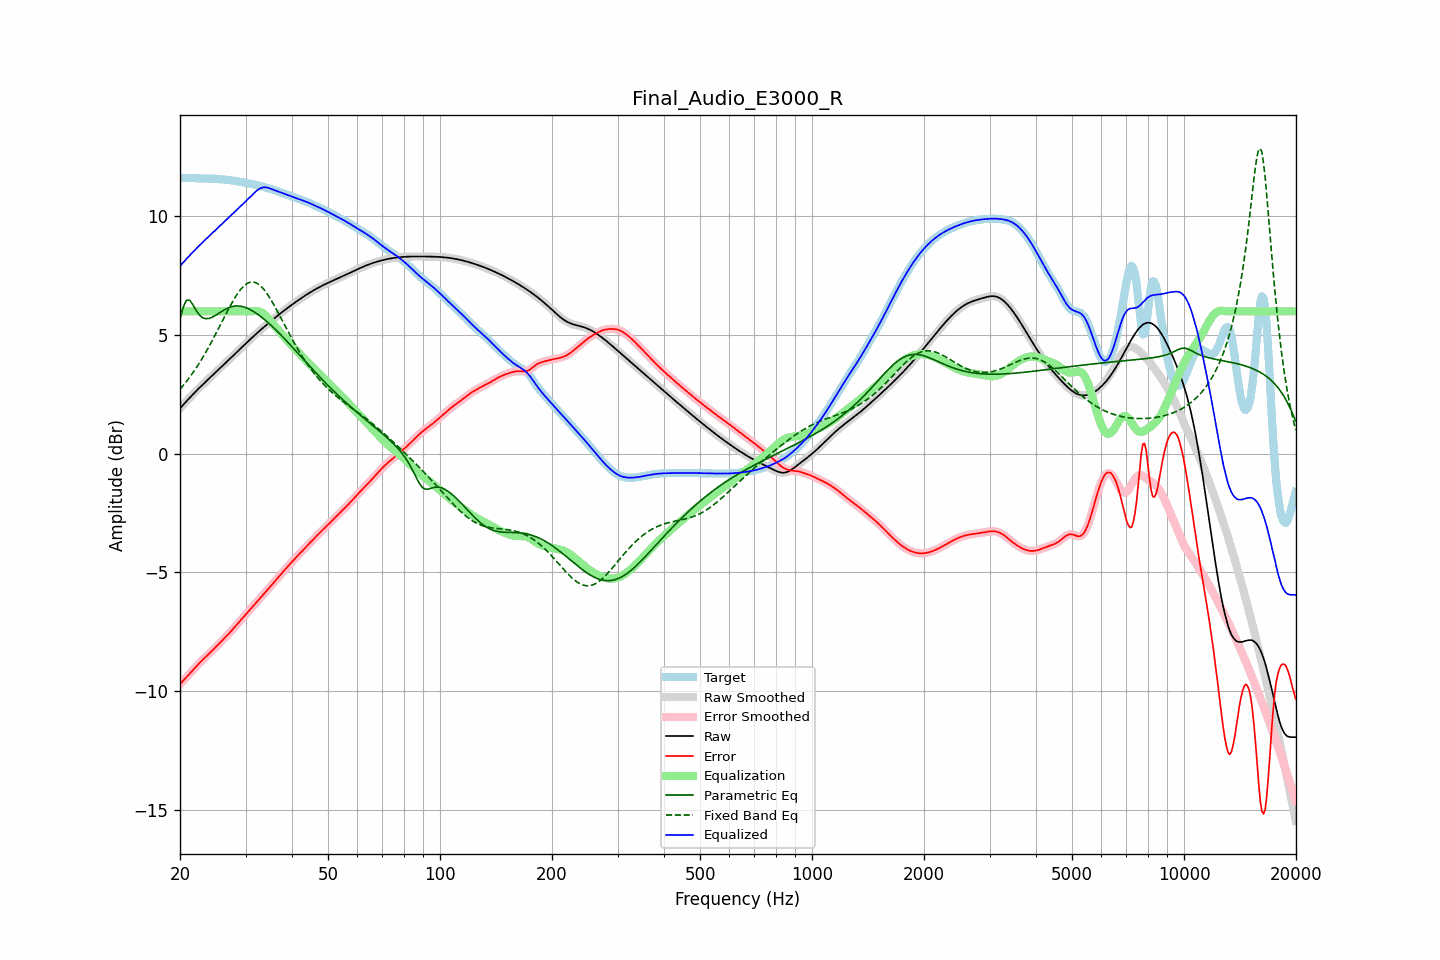 Final_Audio_E3000_R
Amplitude (dBr)
10
5
0
−5
−10
−15
20
50
100
200
500
1000
2000
5000
10000
20000
Frequency (Hz)
Target
Raw Smoothed
Error Smoothed
Raw
Error
Equalization
Parametric Eq
Fixed Band Eq
Equalized